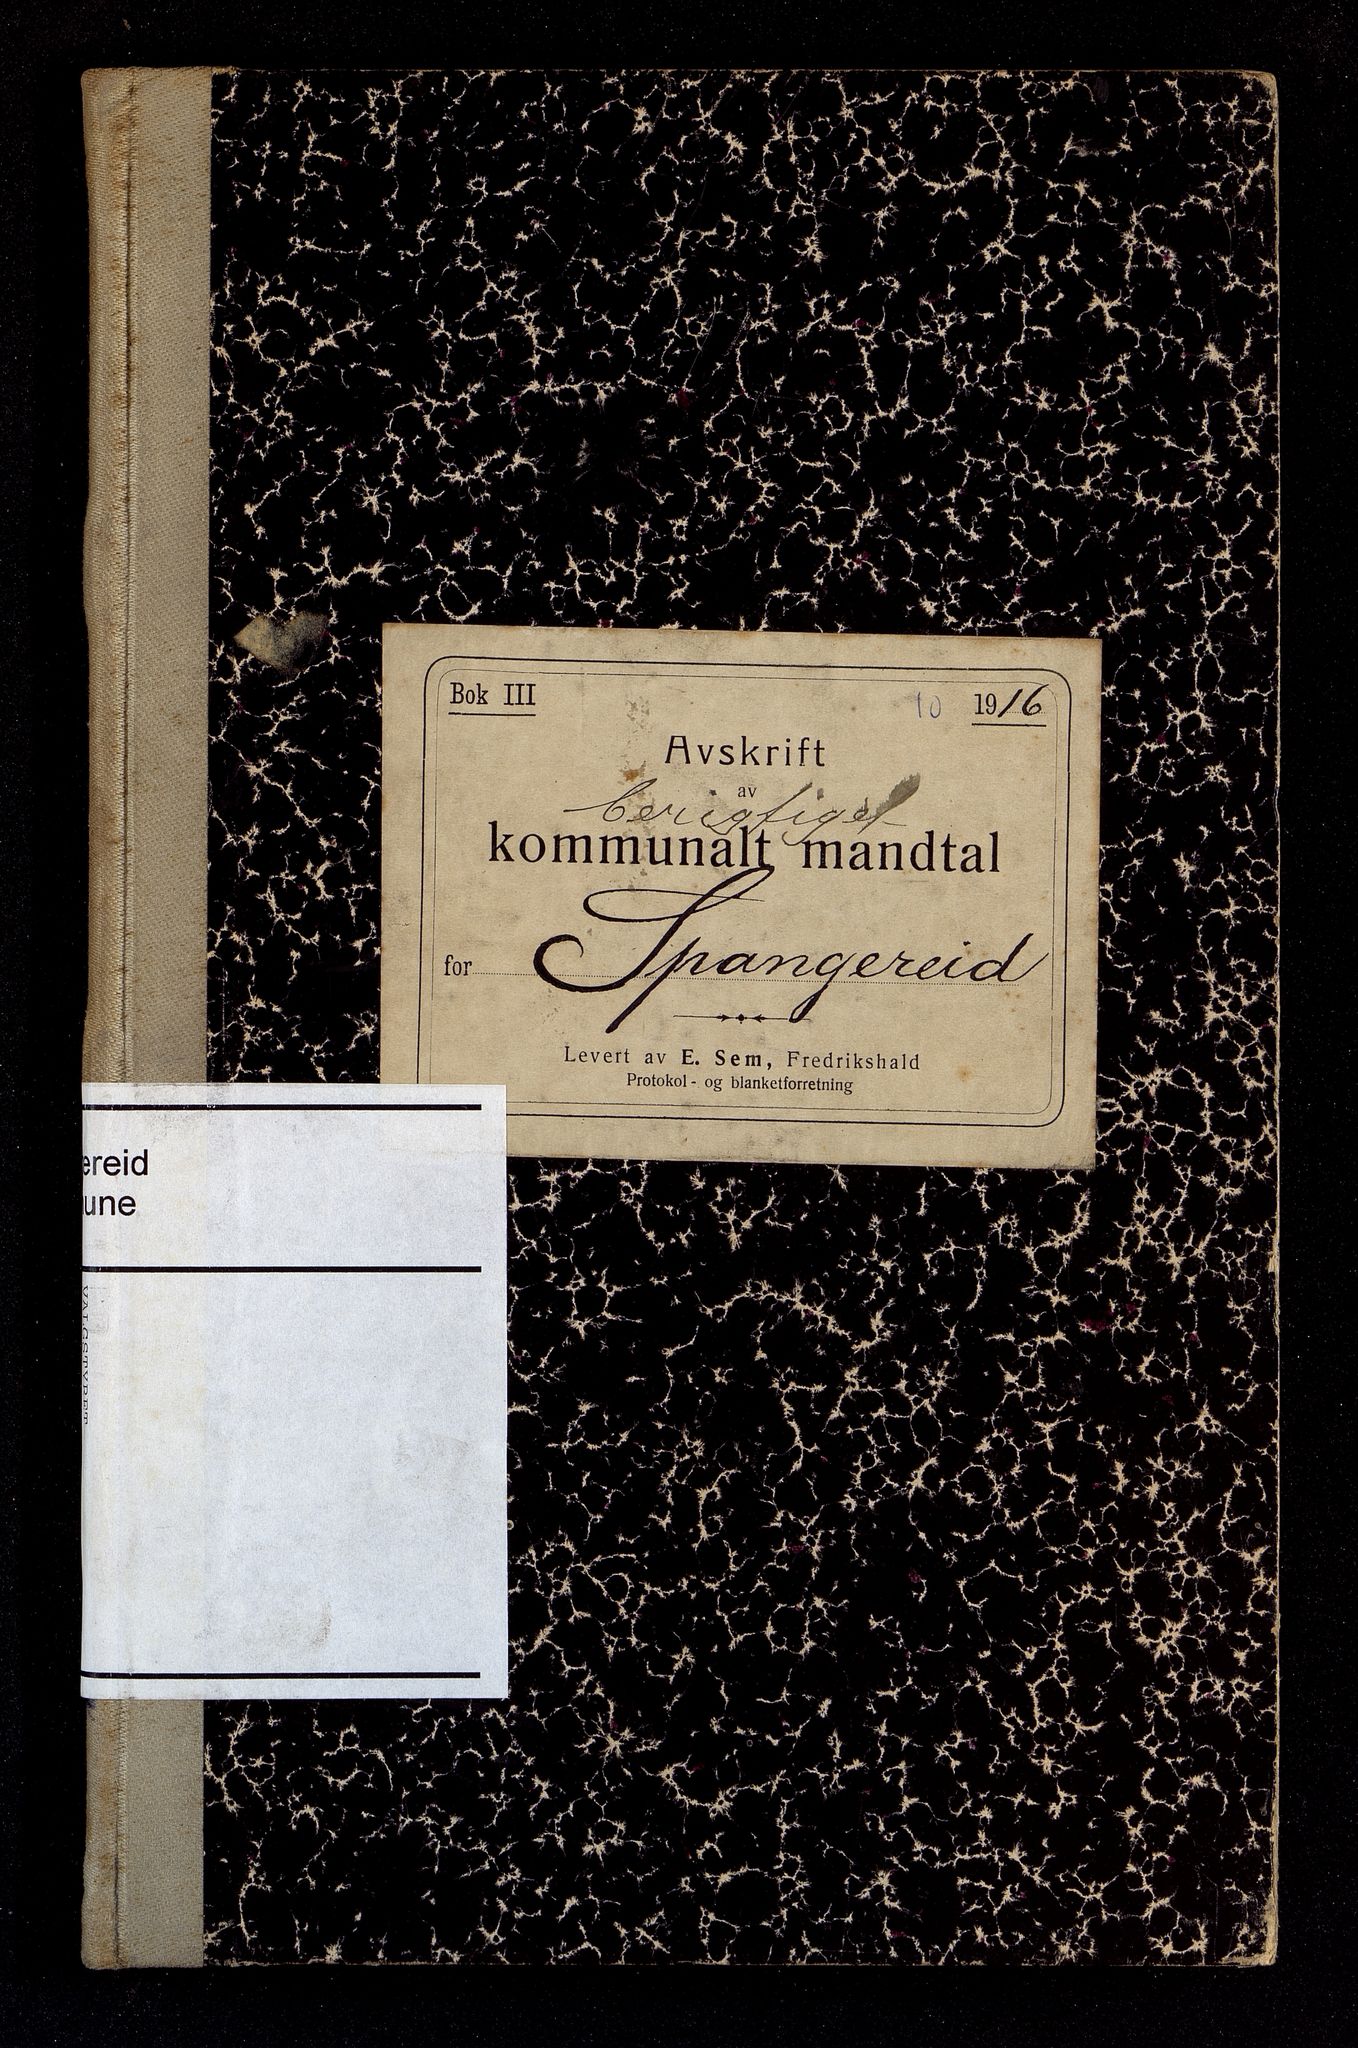 Bok III
10 1916
Avskrift
av
berigtiget
kommunalt mandtal
for Spangereid
Levert av E. Sem, Fredrikshald
Protokol- og blanketforretning
ereid
une
VALGSTYRET